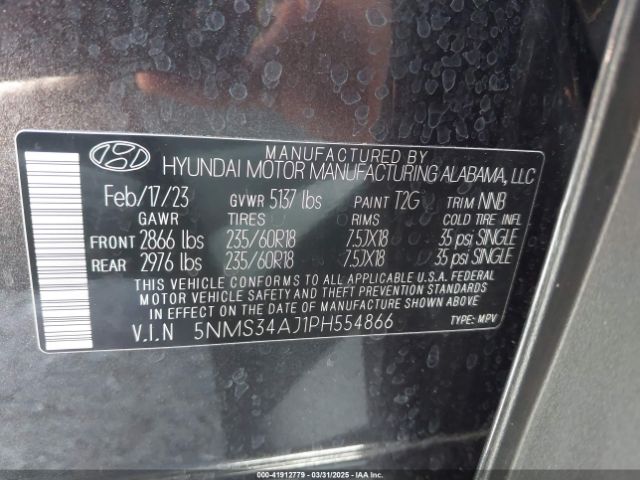 MANUFACTURED BY
HYUNDAI MOTOR MANUFACTURING ALABAMA, LLC
Feb/17/23 GVWR 5137 lbs PAINT T2G TRIM NNB
GAWR TIRES RIMS COLD TIRE INFL
FRONT 2866 lbs 235/60R18 7.5JX18 35 psi SINGLE
REAR 2976 lbs 235/60R18 7.5JX18 35 psi SINGLE
THIS VEHICLE CONFORMS TO ALL APPLICABLE U.S.A. FEDERAL
MOTOR VEHICLE SAFETY AND THEFT PREVENTION STANDARDS
IN EFFECT ON THE DATE OF MANUFACTURE SHOWN ABOVE.
V.I.N 5NMS34AJ1PH554866 TYPE: MPV
ID: - 41912779 - 03/31/2025 - IAAI (ACV)